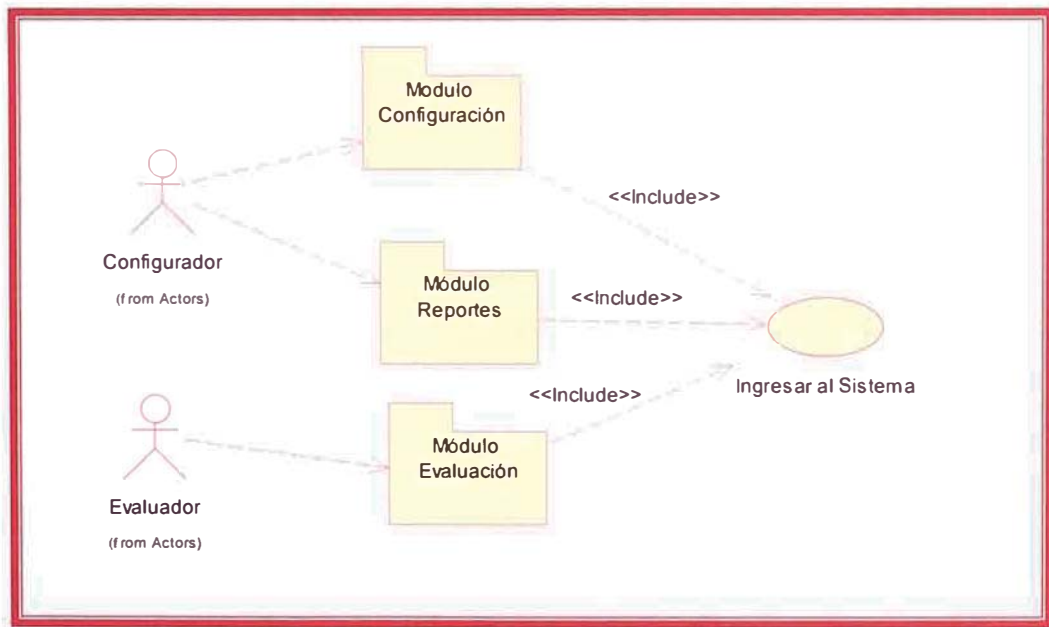 Modulo
Configuración
<<Include>>
Configurador
(from Actors)
Módulo
Reportes
<<Include>>
Ingresar al Sistema
<<Include>>
Módulo
Evaluación
Evaluador
(from Actors)